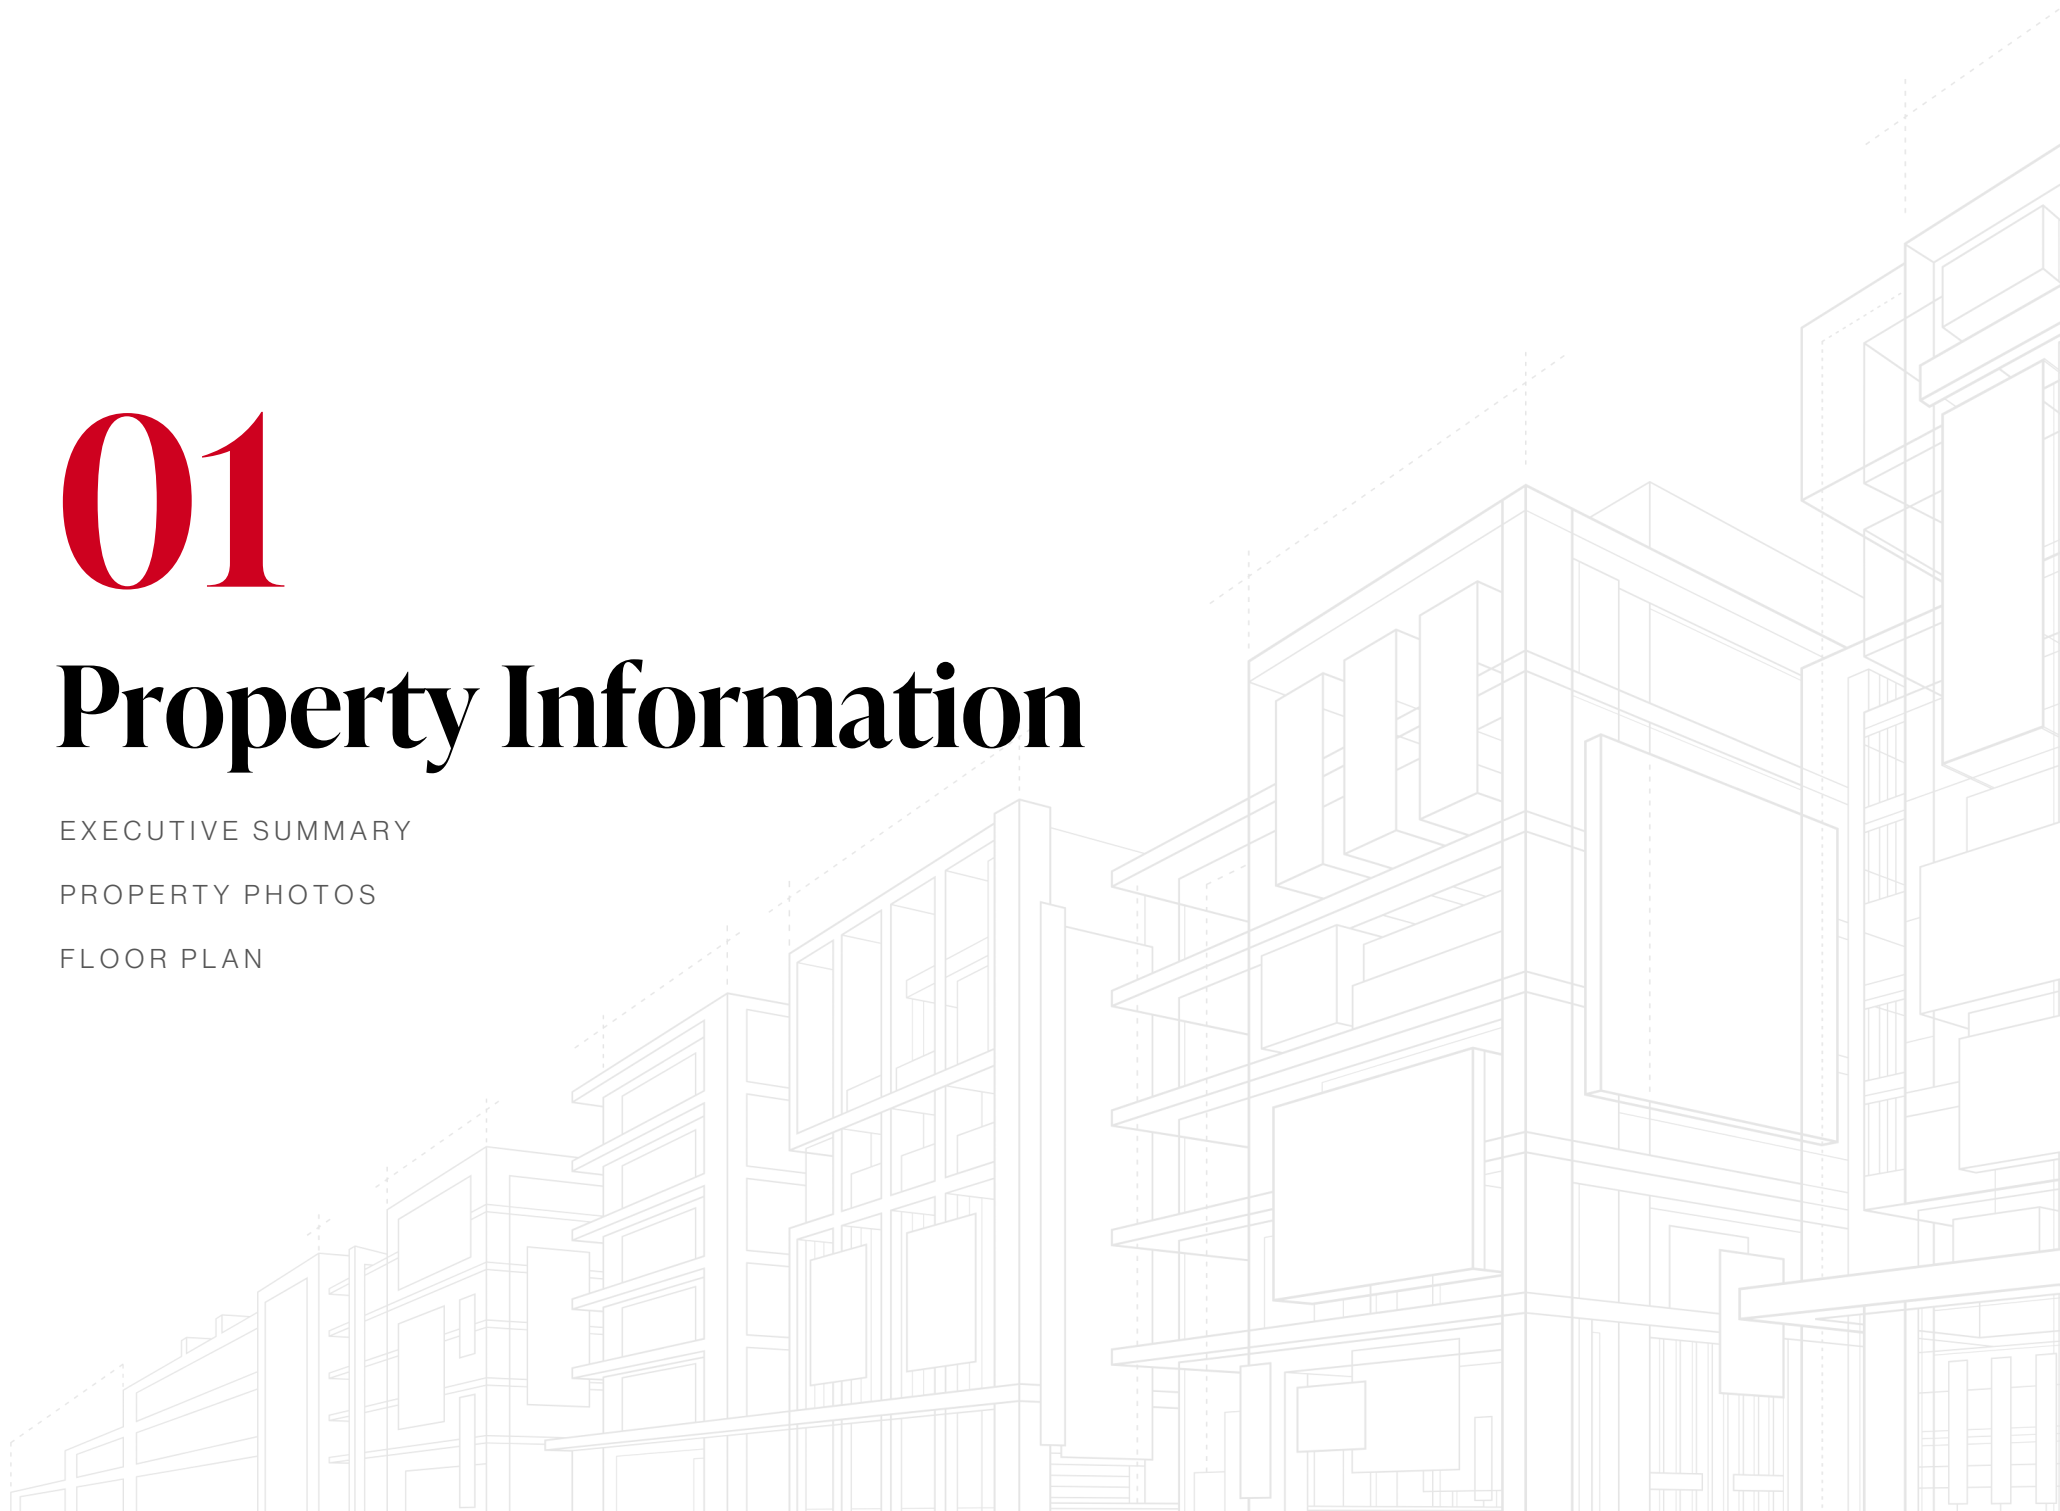 01
Property Information
EXECUTIVE SUMMARY
PROPERTY PHOTOS
FLOOR PLAN